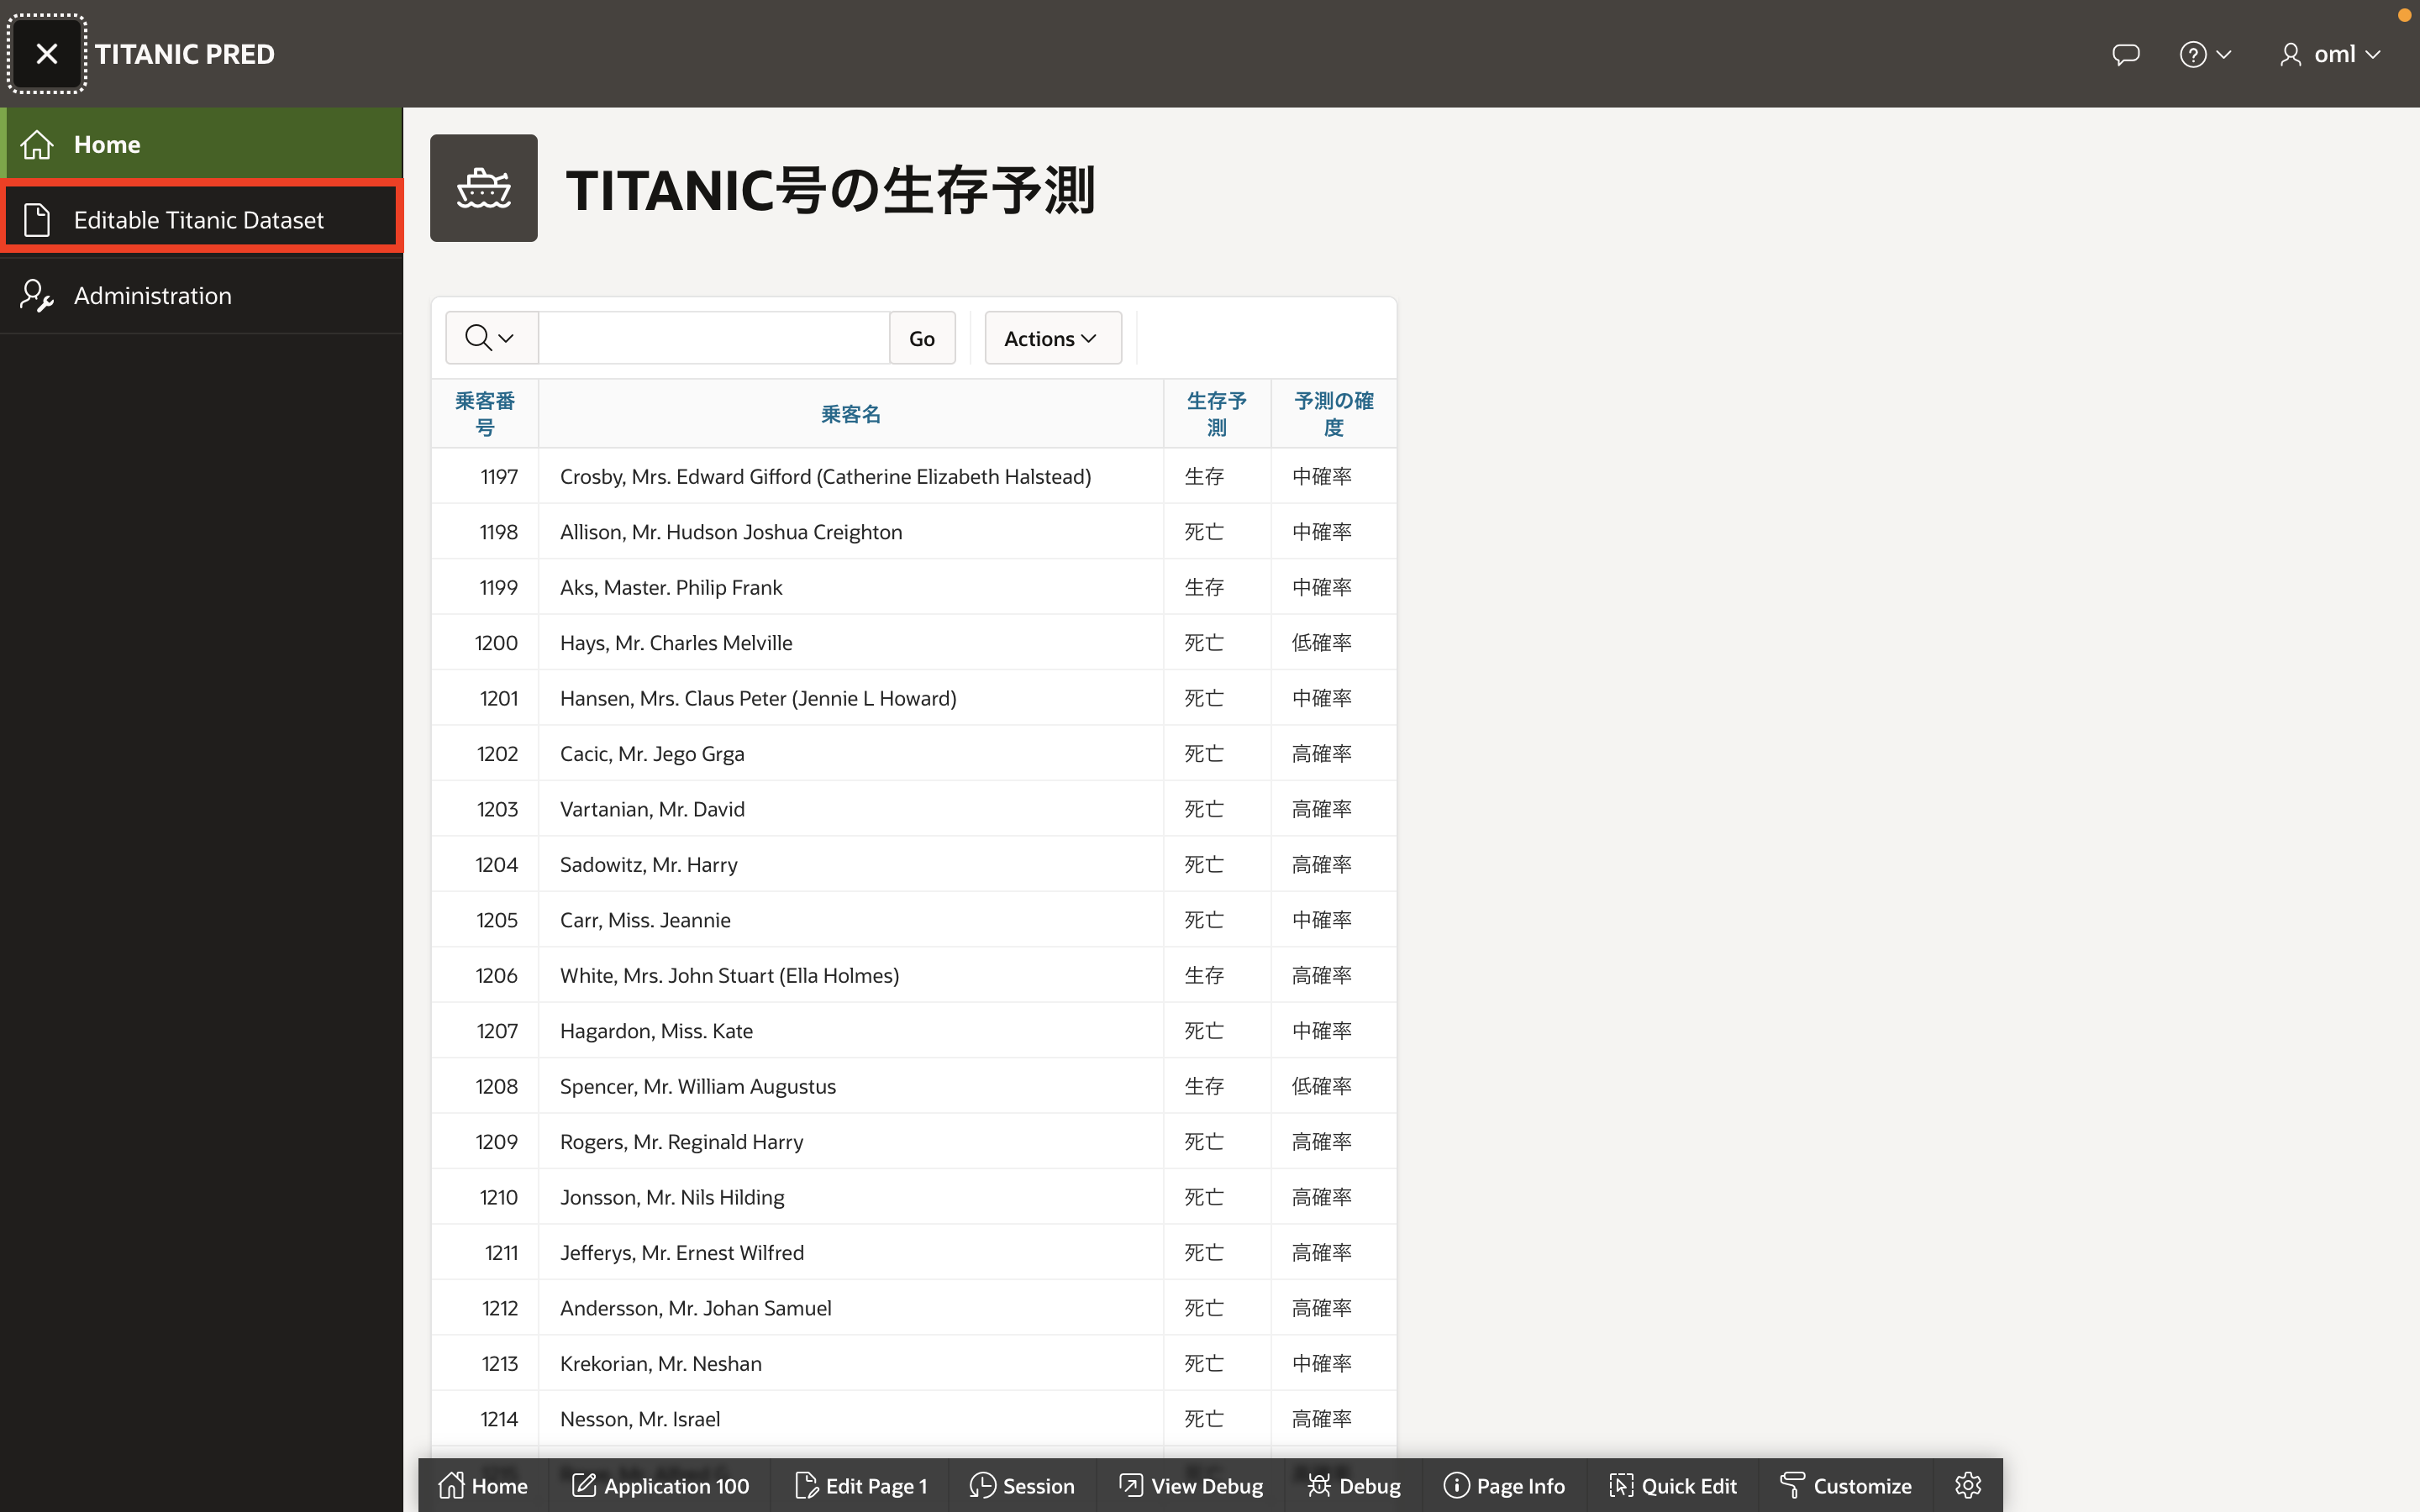 TITANIC PRED
oml
Home
Editable Titanic Dataset
Administration
TITANIC号の生存予測
Go
Actions
乗客番号 乗客名 生存予測 予測の確度
1197 Crosby, Mrs. Edward Gifford (Catherine Elizabeth Halstead) 生存 中確率
1198 Allison, Mr. Hudson Joshua Creighton 死亡 中確率
1199 Aks, Master. Philip Frank 生存 中確率
1200 Hays, Mr. Charles Melville 死亡 低確率
1201 Hansen, Mrs. Claus Peter (Jennie L Howard) 死亡 中確率
1202 Cacic, Mr. Jego Grga 死亡 高確率
1203 Vartanian, Mr. David 死亡 高確率
1204 Sadowitz, Mr. Harry 死亡 高確率
1205 Carr, Miss. Jeannie 死亡 中確率
1206 White, Mrs. John Stuart (Ella Holmes) 生存 高確率
1207 Hagardon, Miss. Kate 死亡 中確率
1208 Spencer, Mr. William Augustus 生存 低確率
1209 Rogers, Mr. Reginald Harry 死亡 高確率
1210 Jonsson, Mr. Nils Hilding 死亡 高確率
1211 Jefferys, Mr. Ernest Wilfred 死亡 高確率
1212 Andersson, Mr. Johan Samuel 死亡 高確率
1213 Krekorian, Mr. Neshan 死亡 中確率
1214 Nesson, Mr. Israel 死亡 高確率
Home Application 100 Edit Page 1 Session View Debug Debug Page Info Quick Edit Customize